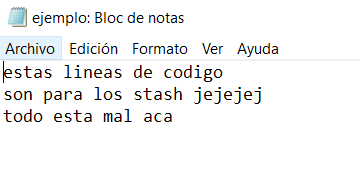 ejemplo: Bloc de notas
Archivo Edición Formato Ver Ayuda
estas lineas de codigo
son para los stash jejejej
todo esta mal aca